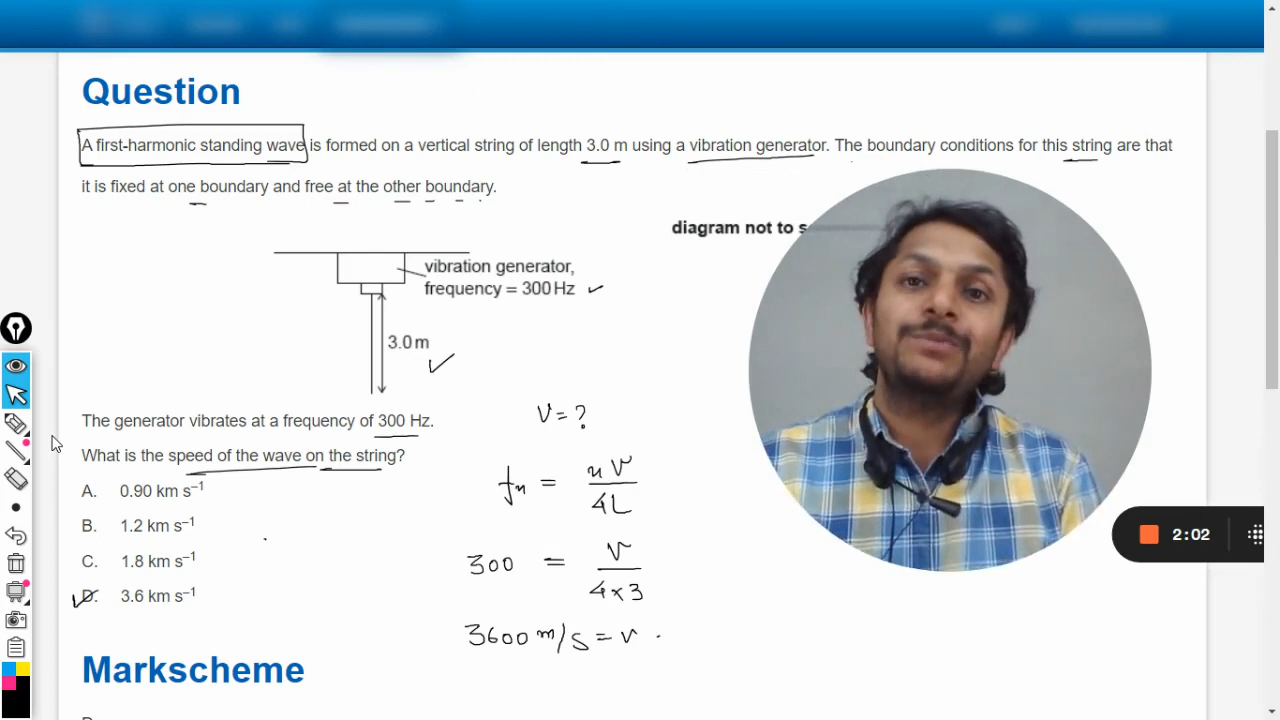 Question
A first-harmonic standing wave is formed on a vertical string of length 3.0 m using a vibration generator. The boundary conditions for this string are that
it is fixed at one boundary and free at the other boundary.
diagram not to s
vibration generator,
frequency = 300 Hz
3.0 m
The generator vibrates at a frequency of 300 Hz.
What is the speed of the wave on the string?
A. 0.90 km s⁻¹
B. 1.2 km s⁻¹
C. 1.8 km s⁻¹
D. 3.6 km s⁻¹
V = ?
fn = nV / 4L
300 = V / 4 × 3
3600 m/s = v
2:02
Markscheme